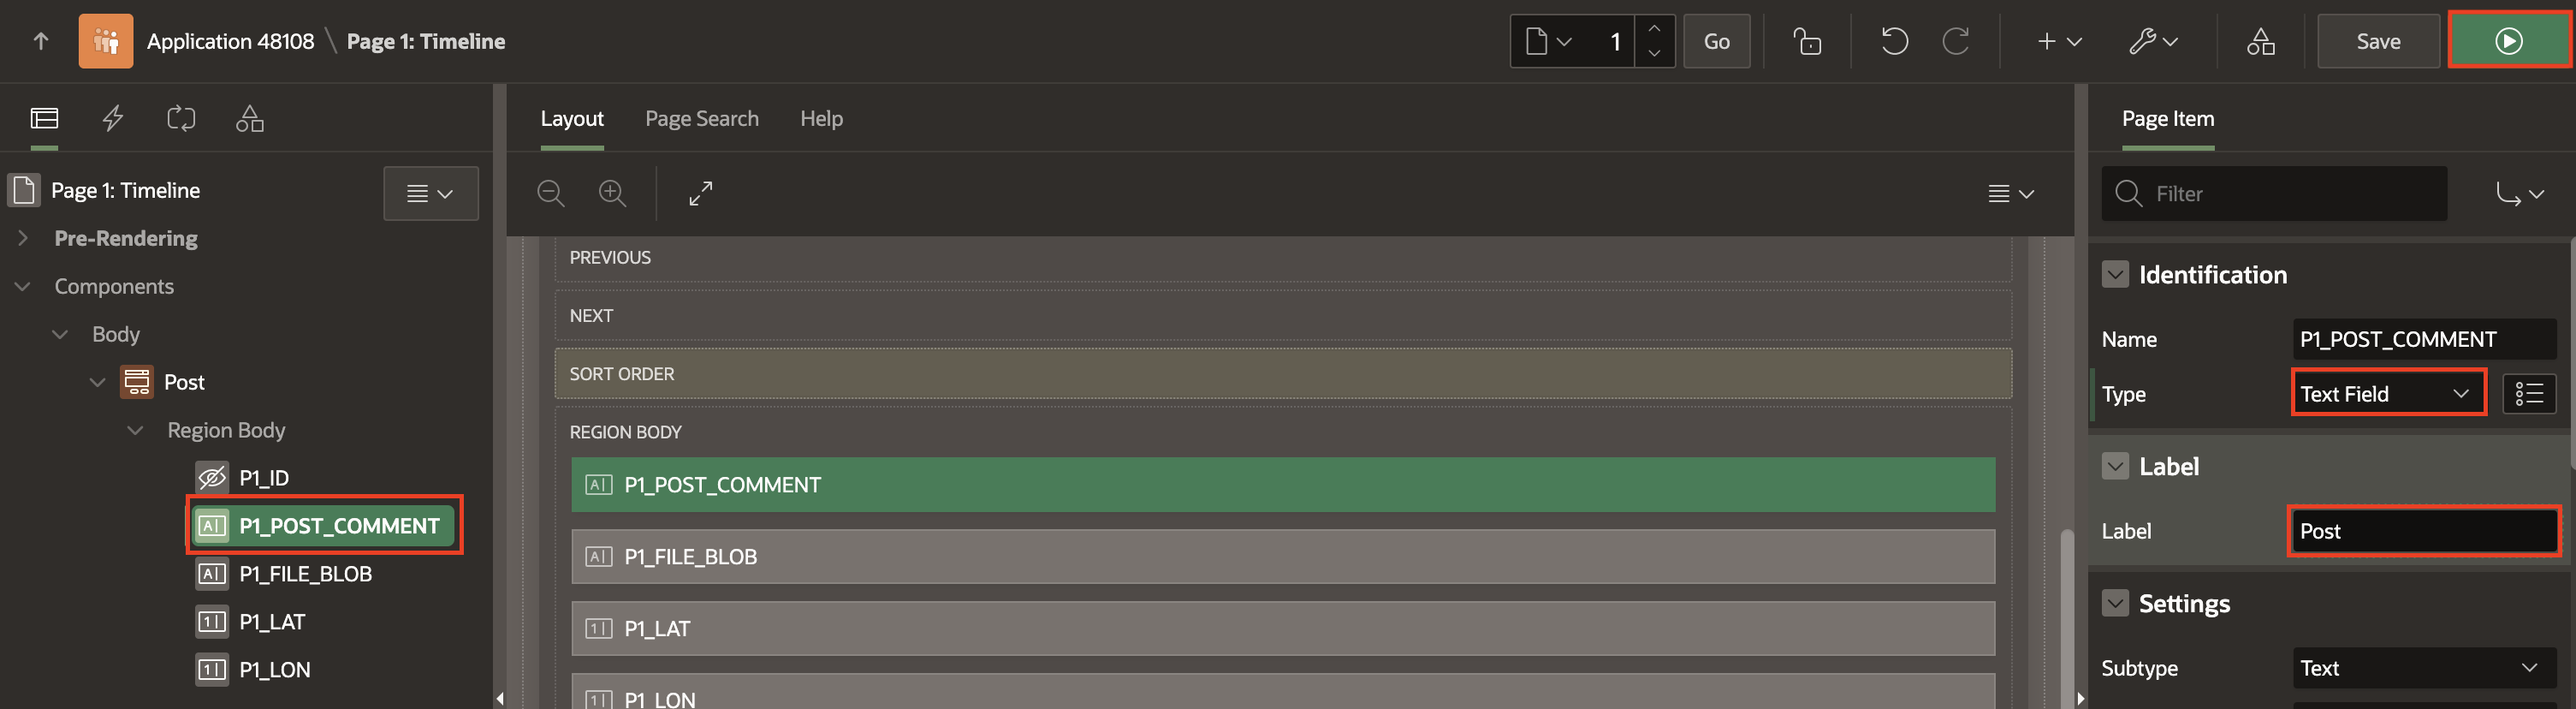 Application 48108 \ Page 1: Timeline
1
Go
Save
Page 1: Timeline
Pre-Rendering
Components
Body
Post
Region Body
P1_ID
P1_POST_COMMENT
P1_FILE_BLOB
P1_LAT
P1_LON
Layout
Page Search
Help
PREVIOUS
NEXT
SORT ORDER
REGION BODY
P1_POST_COMMENT
P1_FILE_BLOB
P1_LAT
P1_LON
Page Item
Filter
Identification
Name
P1_POST_COMMENT
Type
Text Field
Label
Label
Post
Settings
Subtype
Text